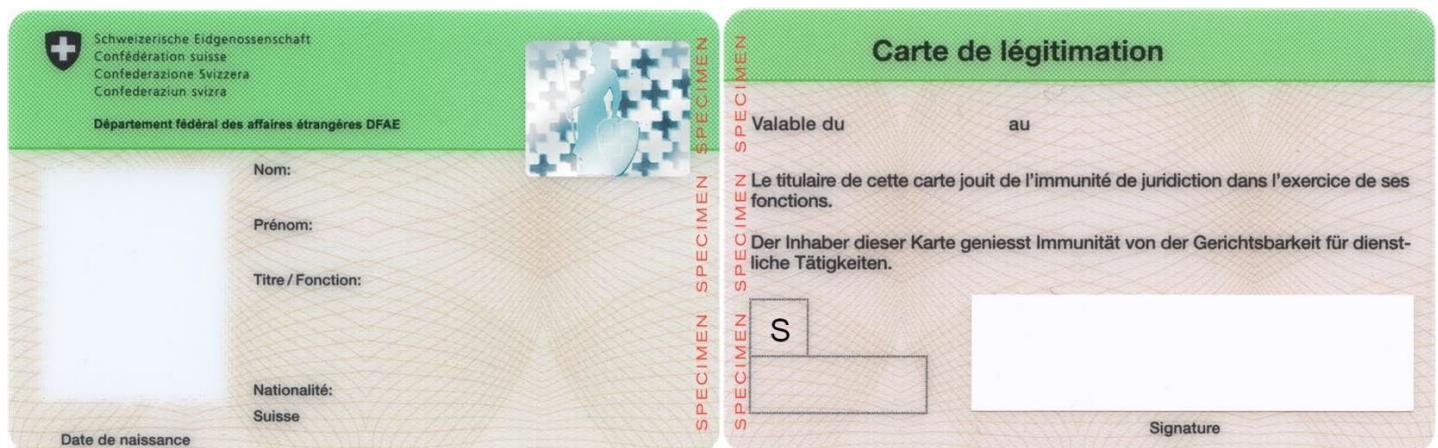 Schweizerische Eidgenossenschaft
Confédération suisse
Confederazione Svizzera
Confederaziun svizra
Département fédéral des affaires étrangères DFAE
Nom:
Prénom:
Titre / Fonction:
Nationalité:
Suisse
Date de naissance
SPECIMEN SPECIMEN SPECIMEN
Carte de légitimation
Valable du au
Le titulaire de cette carte jouit de l'immunité de juridiction dans l'exercice de ses
fonctions.
Der Inhaber dieser Karte geniesst Immunität von der Gerichtsbarkeit für dienst-
liche Tätigkeiten.
S
Signature
SPECIMEN SPECIMEN SPECIMEN